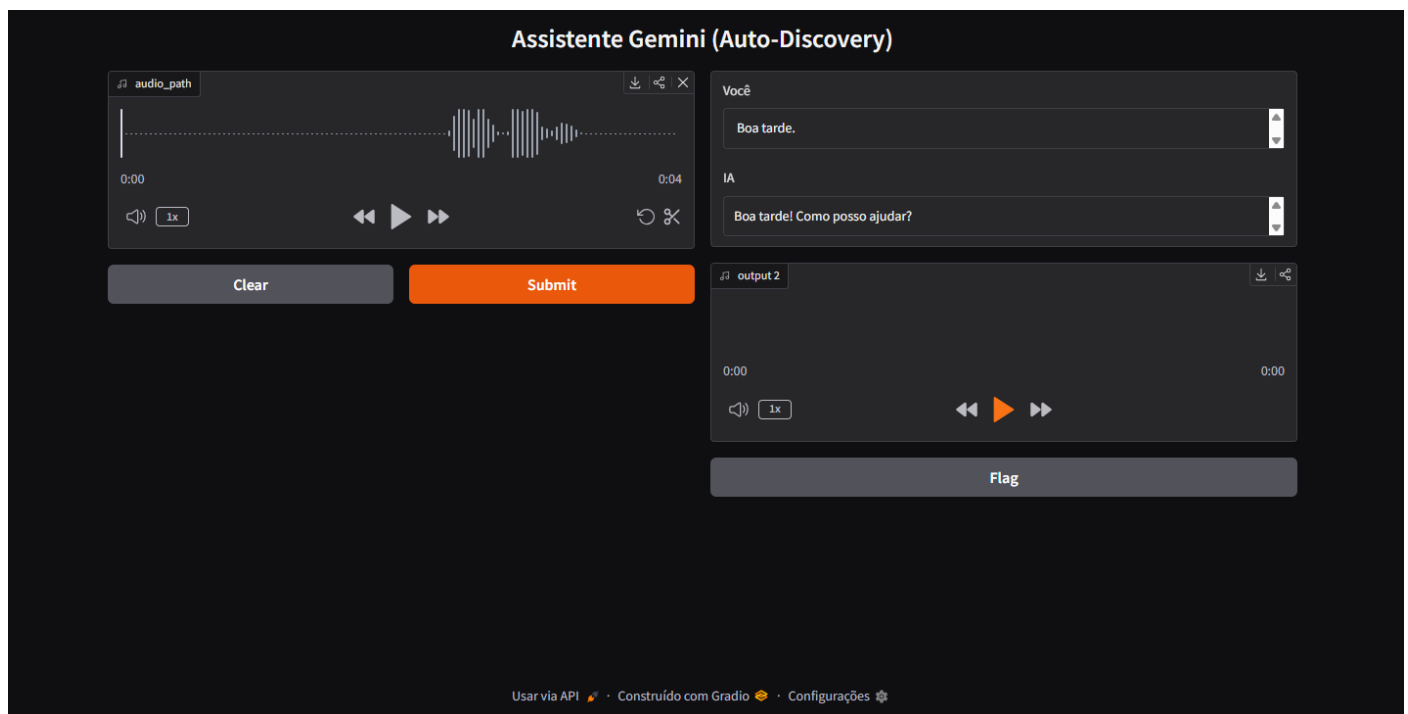 Assistente Gemini (Auto-Discovery)
audio_path
0:00
0:04
1x
Clear
Submit
Você
Boa tarde.
IA
Boa tarde! Como posso ajudar?
output 2
0:00
0:00
1x
Flag
Usar via API · Construído com Gradio · Configurações